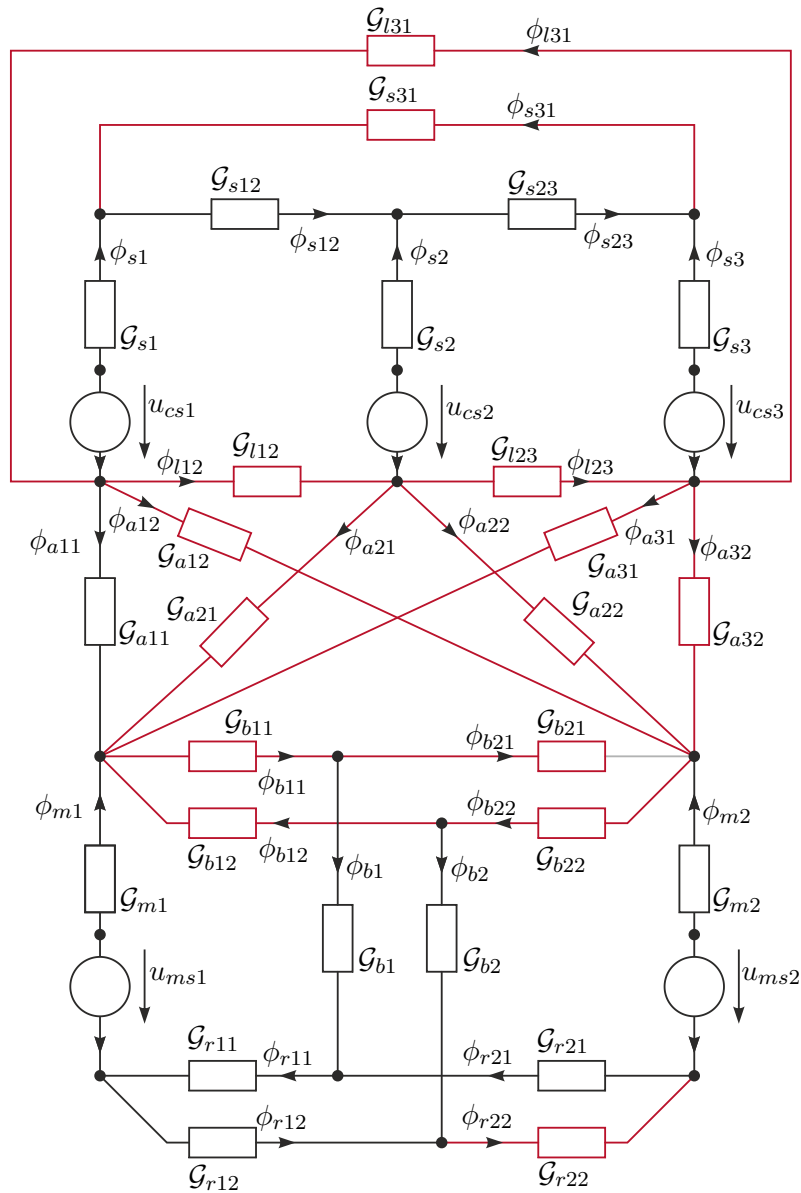 𝒢l31 ϕl31
𝒢s31 ϕs31
𝒢s12 𝒢s23
ϕs12 ϕs23
ϕs1 ϕs2 ϕs3
𝒢s1 𝒢s2 𝒢s3
ucs1 ucs2 ucs3
ϕl12 𝒢l12 𝒢l23 ϕl23
ϕa11 ϕa12 ϕa21 ϕa22 ϕa31 ϕa32
𝒢a12 𝒢a31
𝒢a11 𝒢a21 𝒢a22 𝒢a32
𝒢b11 ϕb21 𝒢b21
ϕb11
ϕm1 ϕb22 ϕm2
𝒢b12 ϕb12 𝒢b22
ϕb1 ϕb2
𝒢m1 𝒢m2
𝒢b1 𝒢b2
ums1 ums2
𝒢r11 ϕr11 ϕr21 𝒢r21
ϕr12 ϕr22
𝒢r12 𝒢r22